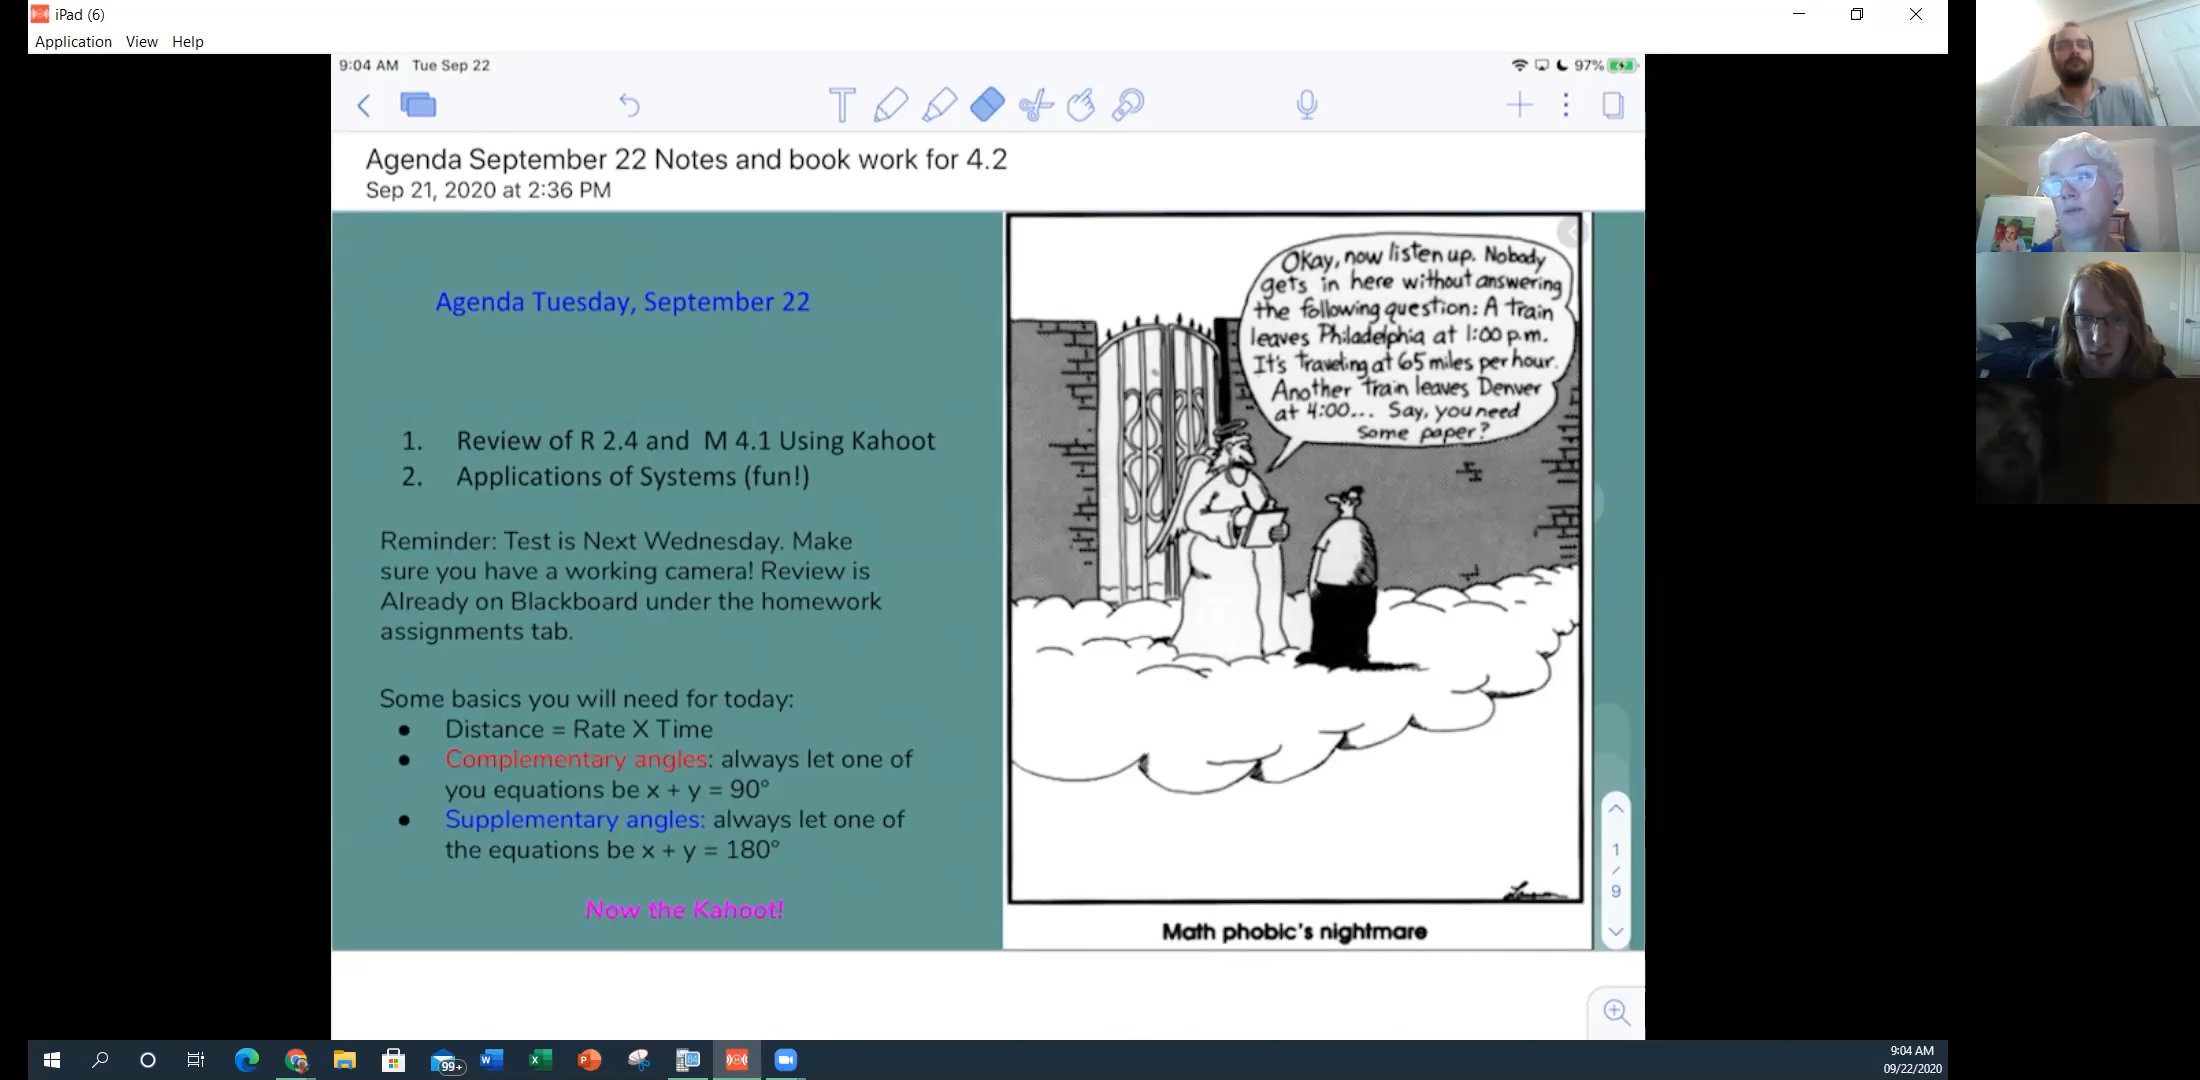 iPad (6)
Application View Help
9:04 AM Tue Sep 22
97%
Agenda September 22 Notes and book work for 4.2
Sep 21, 2020 at 2:36 PM
Agenda Tuesday, September 22
1. Review of R 2.4 and M 4.1 Using Kahoot
2. Applications of Systems (fun!)
Reminder: Test is Next Wednesday. Make
sure you have a working camera! Review is
Already on Blackboard under the homework
assignments tab.
Some basics you will need for today:
● Distance = Rate X Time
● Complementary angles: always let one of
you equations be x + y = 90°
● Supplementary angles: always let one of
the equations be x + y = 180°
Now the Kahoot!
Okay, now listen up. Nobody
gets in here without answering
the following question: A train
leaves Philadelphia at 1:00 p.m.
It's traveling at 65 miles per hour.
Another train leaves Denver
at 4:00... Say, you need
some paper?
Math phobic's nightmare
1
/
9
99+
9:04 AM
09/22/2020